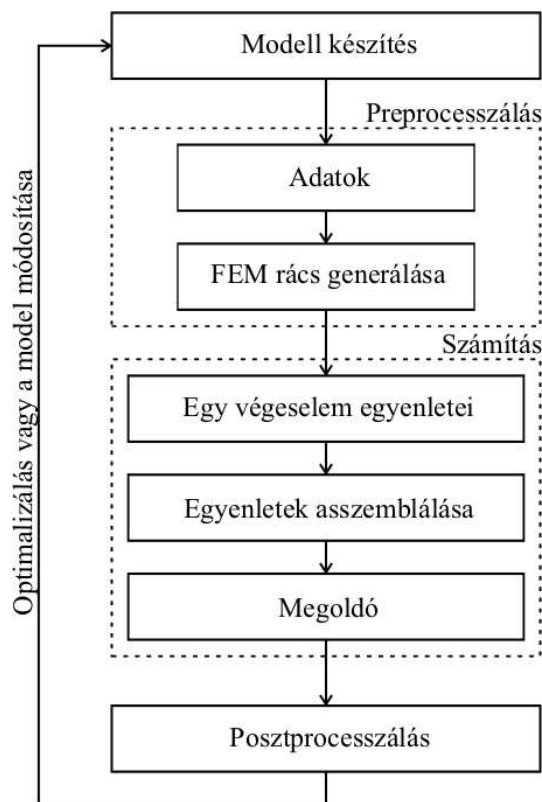 Modell készítés
Preprocesszálás
Adatok
FEM rács generálása
Számítás
Egy végeselem egyenletei
Egyenletek asszemblálása
Megoldó
Posztprocesszálás
Optimalizálás vagy a model módosítása